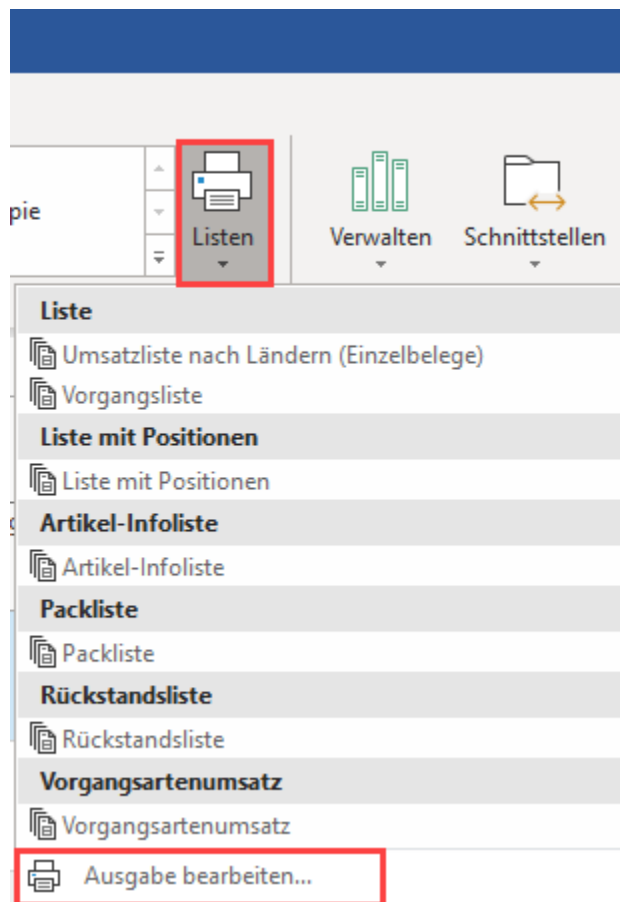 pie
Listen
Verwalten
Schnittstellen
Liste
Umsatzliste nach Ländern (Einzelbelege)
Vorgangsliste
Liste mit Positionen
Liste mit Positionen
Artikel-Infoliste
Artikel-Infoliste
Packliste
Packliste
Rückstandsliste
Rückstandsliste
Vorgangsartenumsatz
Vorgangsartenumsatz
Ausgabe bearbeiten...